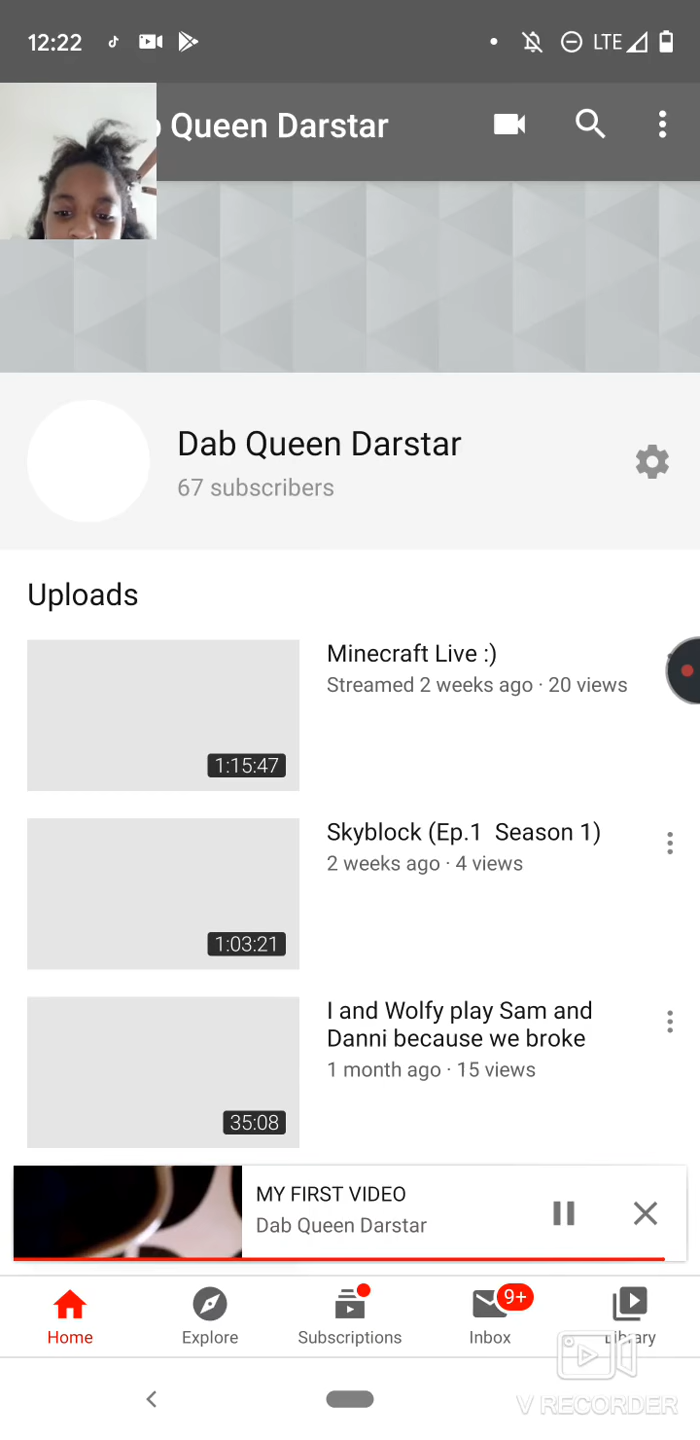 12:22 LTE
Queen Darstar
Dab Queen Darstar
67 subscribers
Uploads
Minecraft Live :)
Streamed 2 weeks ago · 20 views
1:15:47
Skyblock (Ep.1 Season 1)
2 weeks ago · 4 views
1:03:21
I and Wolfy play Sam and
Danni because we broke
1 month ago · 15 views
35:08
MY FIRST VIDEO
Dab Queen Darstar
9+
Home Explore Subscriptions Inbox Library
V RECORDER